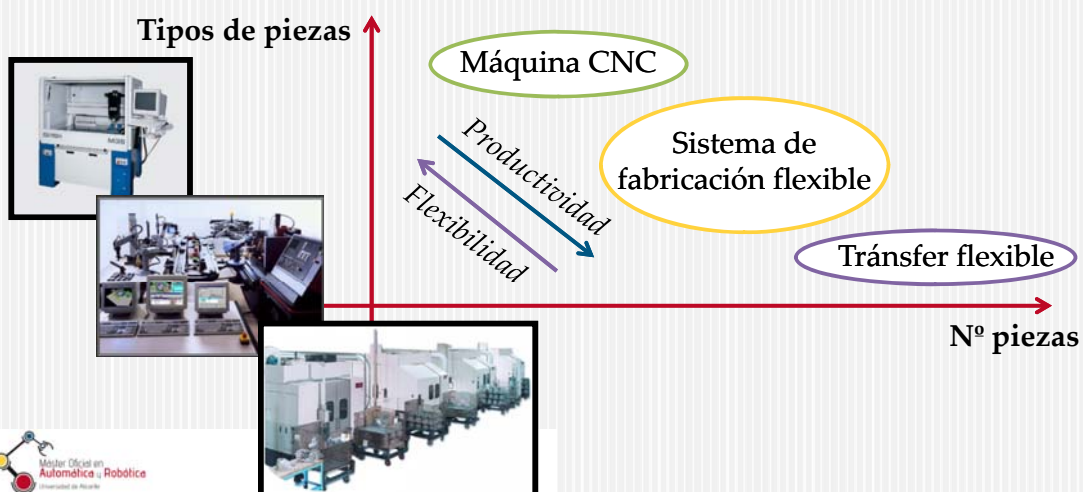 Tipos de piezas
Máquina CNC
Productividad
Flexibilidad
Sistema de
fabricación flexible
Tránsfer flexible
Nº piezas
Máster Oficial en
Automática y Robótica
Universidad de Alicante